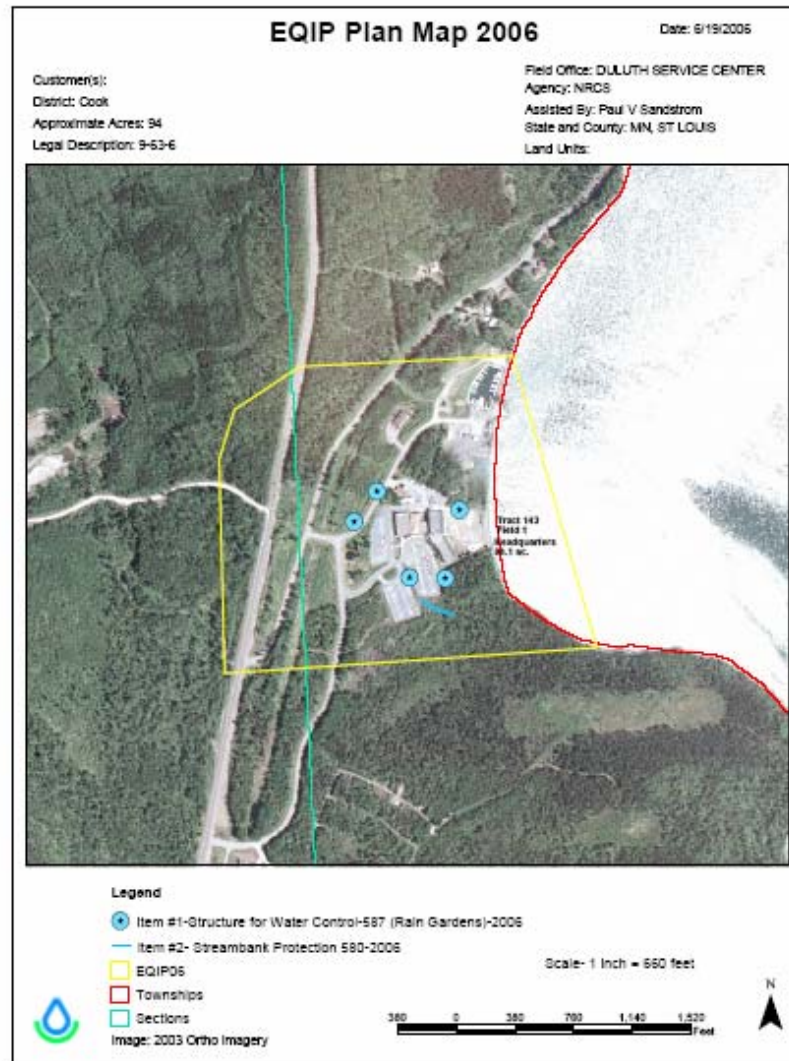 EQIP Plan Map 2006
Date: 6/19/2006
Customer(s):
District: Cook
Approximate Acres: 94
Legal Description: 9-63-6
Field Office: DULUTH SERVICE CENTER
Agency: NRCS
Assisted By: Paul V Sandstrom
State and County: MN, ST LOUIS
Land Units:
Tract 143
Field 1
headquarters
ac.
Legend
Item #1-Structure for Water Control-587 (Rain Gardens)-2006
Item #2- Streambank Protection 580-2006
EQIP06
Townships
Sections
Image: 2003 Ortho Imagery
Scale- 1 Inch = 660 feet
N
380 0 380 760 1,140 1,520
Feet